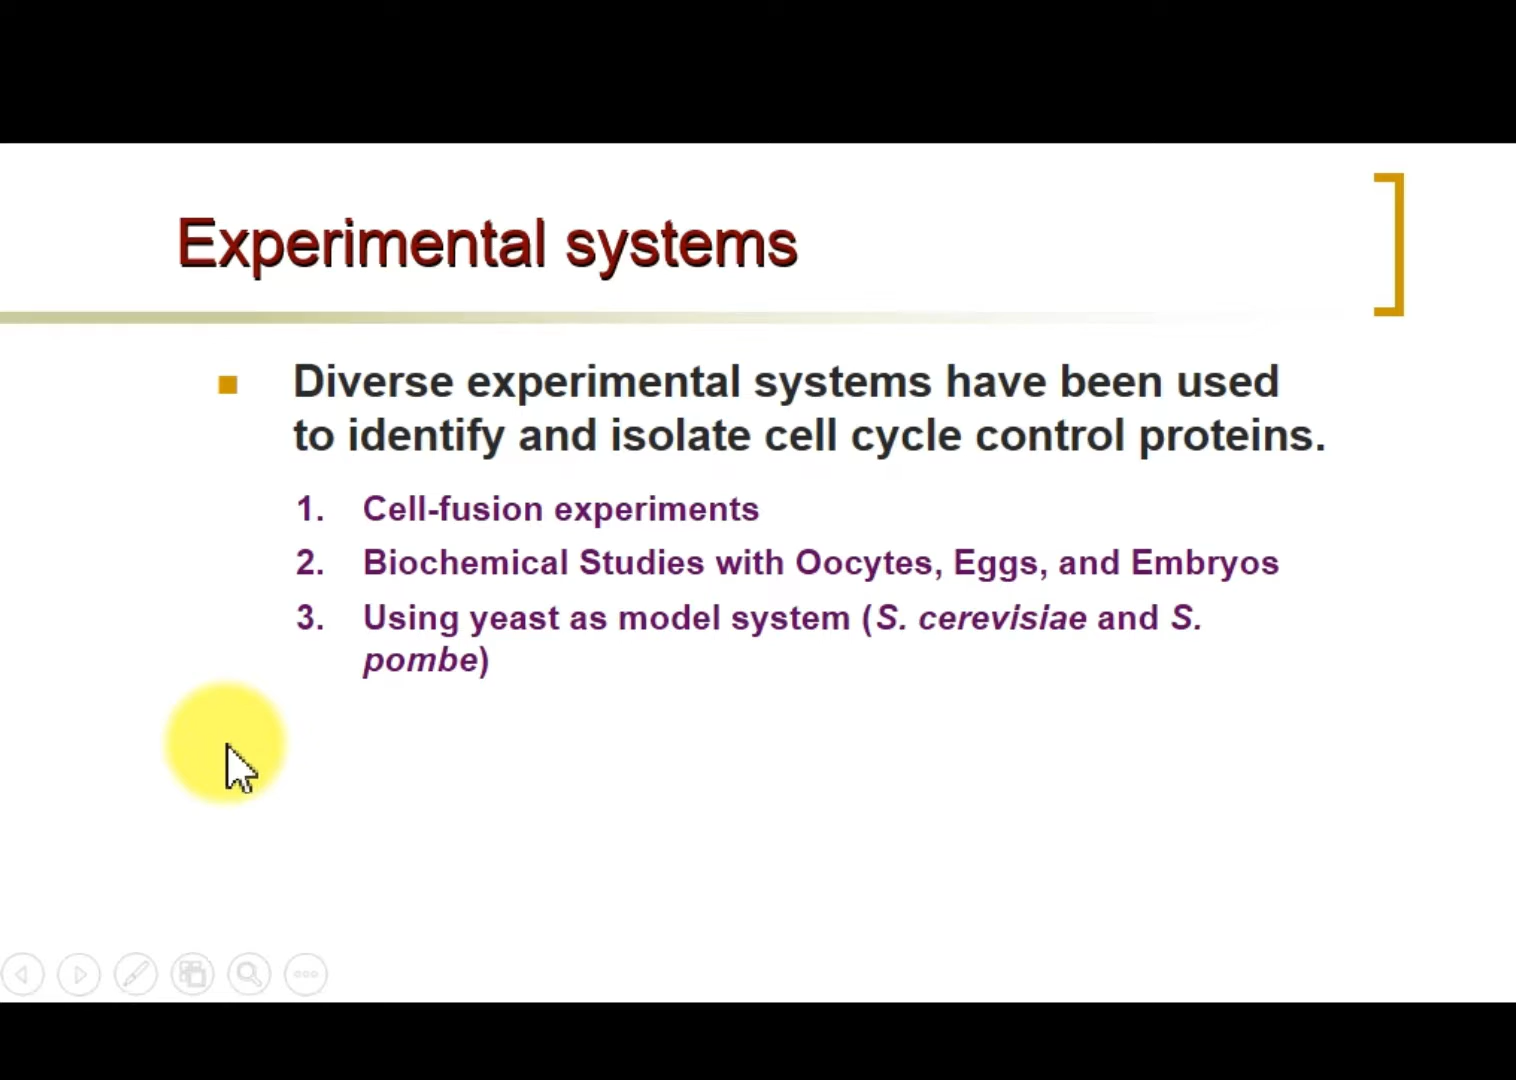 Experimental systems
Diverse experimental systems have been used
to identify and isolate cell cycle control proteins.
1. Cell-fusion experiments
2. Biochemical Studies with Oocytes, Eggs, and Embryos
3. Using yeast as model system (S. cerevisiae and S.
pombe)